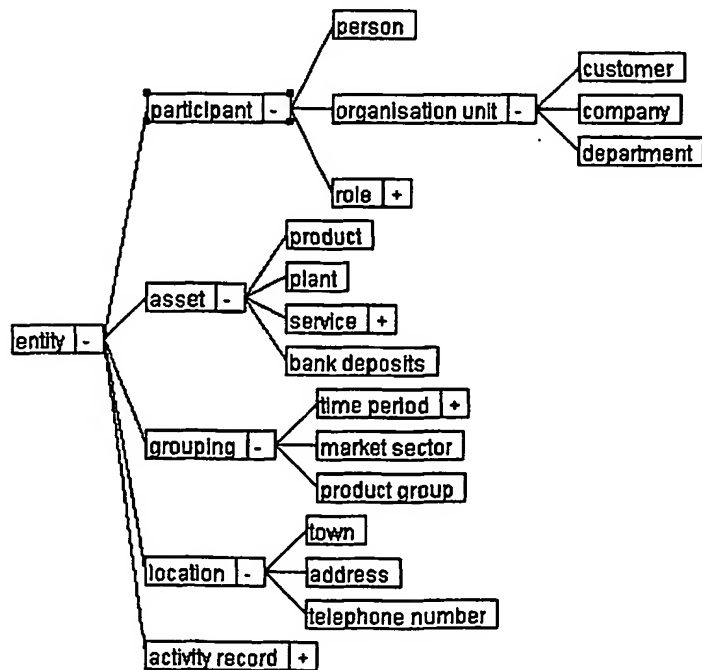 person
customer
participant -
organisation unit -
company
department
role +
product
plant
asset -
service +
entity -
bank deposits
time period +
grouping -
market sector
product group
town
location -
address
telephone number
activity record +